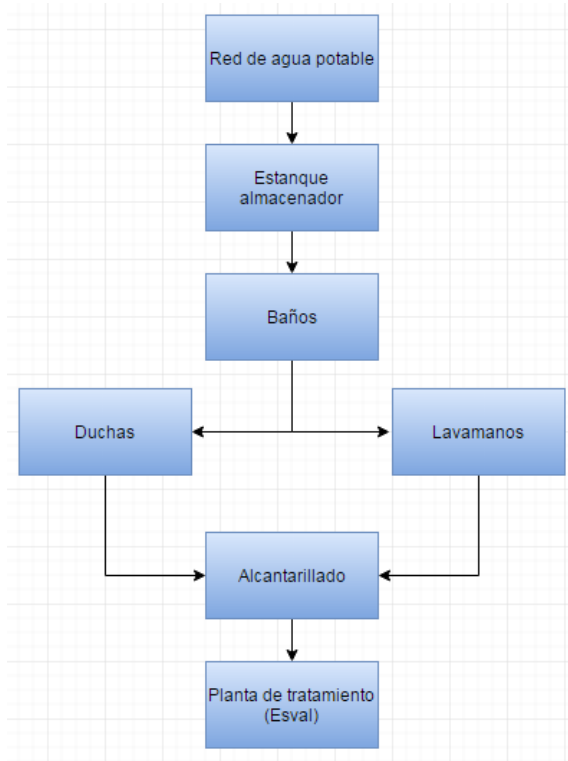 Red de agua potable
Estanque
almacenador
Baños
Duchas
Lavamanos
Alcantarillado
Planta de tratamiento
(Esval)